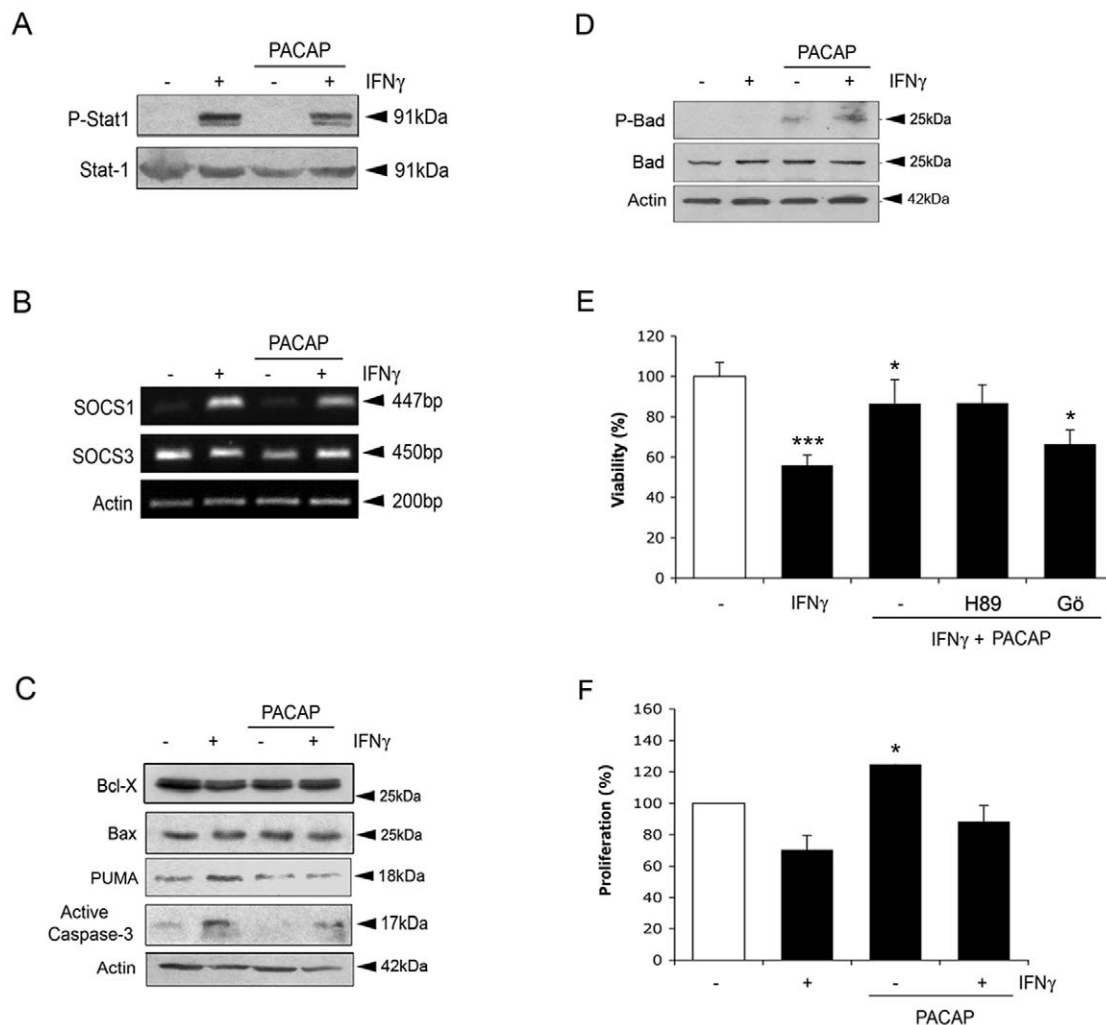 A
PACAP
- + - + IFNγ
P-Stat1 91kDa
Stat-1 91kDa
B
PACAP
- + - + IFNγ
SOCS1 447bp
SOCS3 450bp
Actin 200bp
C
PACAP
- + - + IFNγ
Bcl-X 25kDa
Bax 25kDa
PUMA 18kDa
Active
Caspase-3 17kDa
Actin 42kDa
D
PACAP
- + - + IFNγ
P-Bad 25kDa
Bad 25kDa
Actin 42kDa
E
Viability (%)
120
100
80
60
40
20
0
*** * *
- IFNγ - H89 Gö
IFNγ + PACAP
F
Proliferation (%)
160
140
120
100
80
60
40
20
0
*
- + - + IFNγ
PACAP